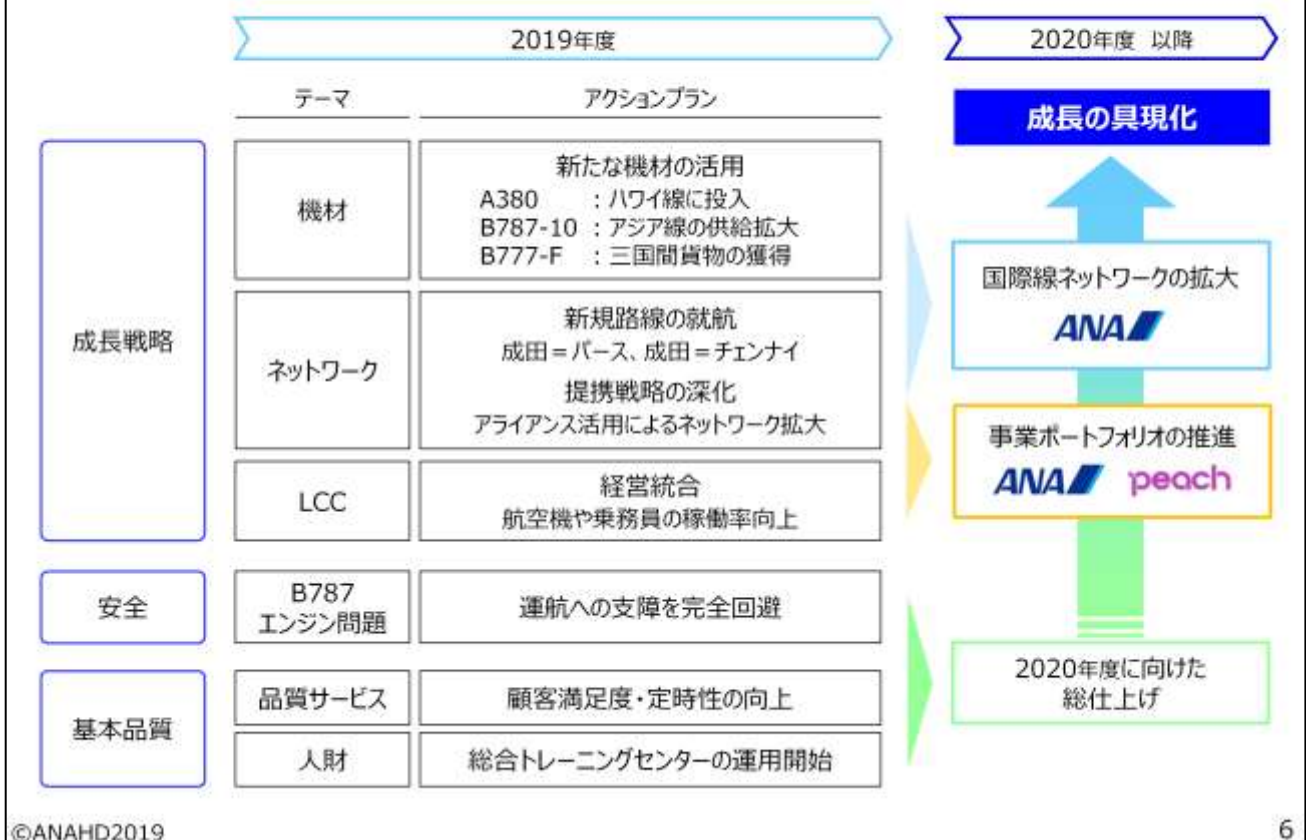 2019年度
2020年度 以降
テーマ
アクションプラン
成長の具現化
成長戦略
機材
新たな機材の活用
A380 :ハワイ線に投入
B787-10 :アジア線の供給拡大
B777-F :三国間貨物の獲得
ネットワーク
新規路線の就航
成田=パース、成田=チェンナイ
提携戦略の深化
アライアンス活用によるネットワーク拡大
LCC
経営統合
航空機や乗務員の稼働率向上
国際線ネットワークの拡大
ANA
事業ポートフォリオの推進
ANA peach
安全
B787
エンジン問題
運航への支障を完全回避
基本品質
品質サービス
顧客満足度・定時性の向上
人財
総合トレーニングセンターの運用開始
2020年度に向けた
総仕上げ
©ANAHD2019
6